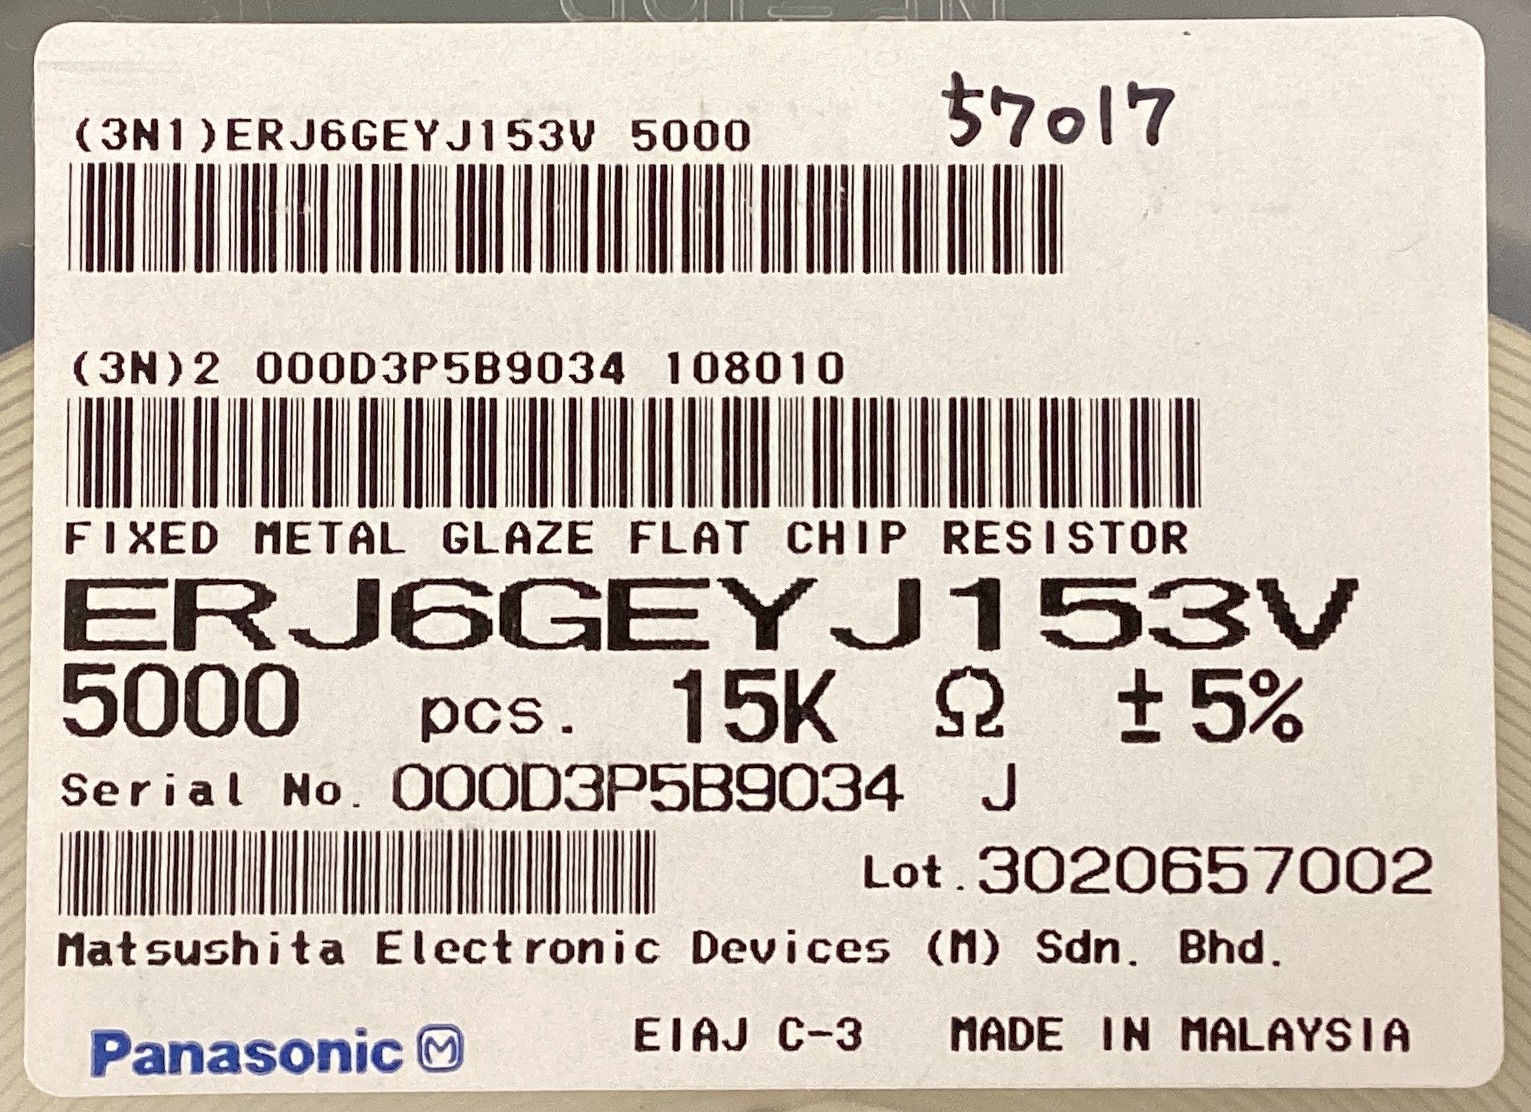 57017
(3N1)ERJ6GEYJ153V 5000
(3N)2 000D3P5B9034 108010
FIXED METAL GLAZE FLAT CHIP RESISTOR
ERJ6GEYJ153V
5000 pcs. 15K Ω ±5%
Serial No. 000D3P5B9034 J
Lot.3020657002
Matsushita Electronic Devices (M) Sdn. Bhd.
Panasonic M EIAJ C-3 MADE IN MALAYSIA